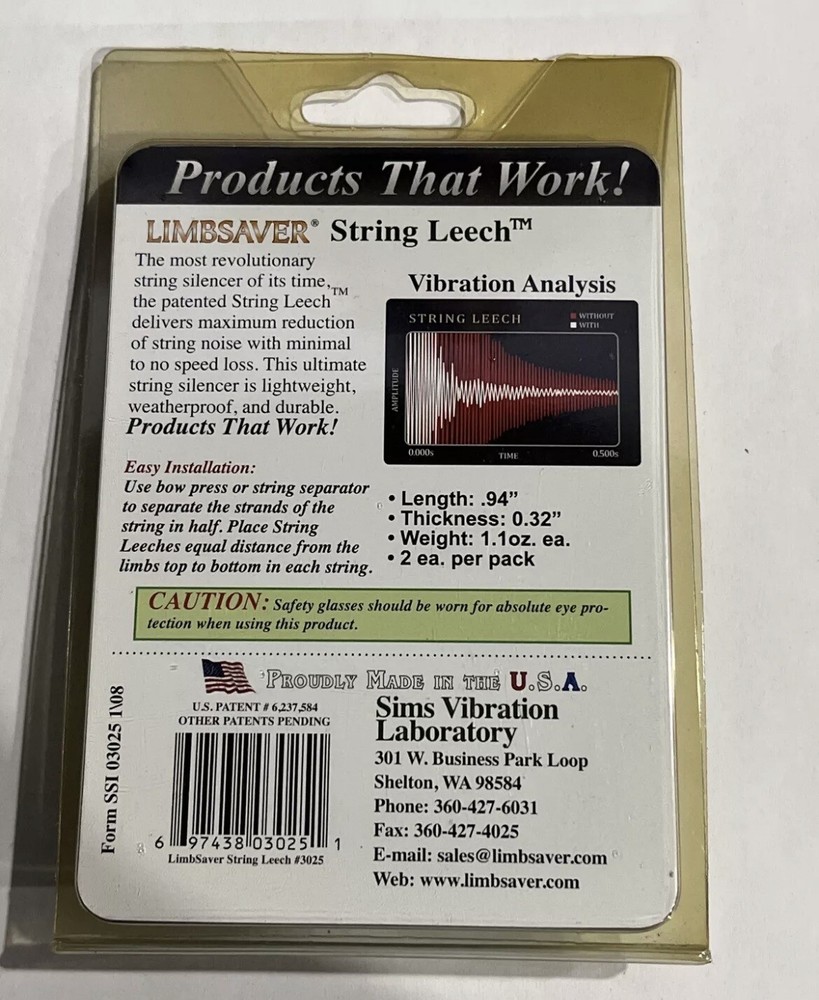 Products That Work!
LIMBSAVER® String Leech™
The most revolutionary
string silencer of its time,
the patented String Leech™
delivers maximum reduction
of string noise with minimal
to no speed loss. This ultimate
string silencer is lightweight,
weatherproof, and durable.
Products That Work!
Vibration Analysis
STRING LEECH
WITHOUT
WITH
AMPLITUDE
0.000s
TIME
0.500s
Easy Installation:
Use bow press or string separator
to separate the strands of the
string in half. Place String
Leeches equal distance from the
limbs top to bottom in each string.
• Length: .94”
• Thickness: 0.32”
• Weight: 1.1oz. ea.
• 2 ea. per pack
CAUTION: Safety glasses should be worn for absolute eye pro-
tection when using this product.
PROUDLY MADE IN THE U.S.A.
Form SSI 03025 1\08
U.S. PATENT # 6,237,584
OTHER PATENTS PENDING
6 97438 03025 1
LimbSaver String Leech #3025
Sims Vibration
Laboratory
301 W. Business Park Loop
Shelton, WA 98584
Phone: 360-427-6031
Fax: 360-427-4025
E-mail: sales@limbsaver.com
Web: www.limbsaver.com